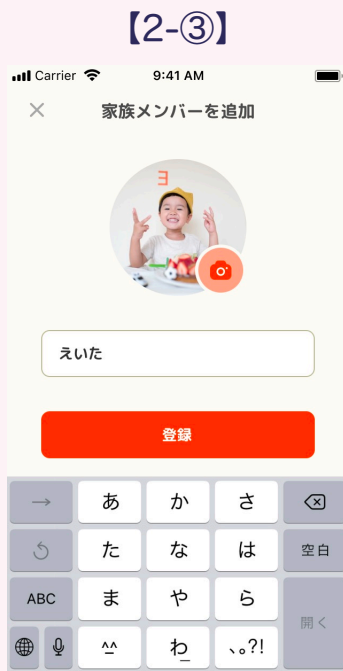 【2-③】
Carrier 9:41 AM
家族メンバーを追加
えいた
登録
→ あ か さ
た な は 空白
ABC ま や ら
^^ わ_ 、。?! 開く